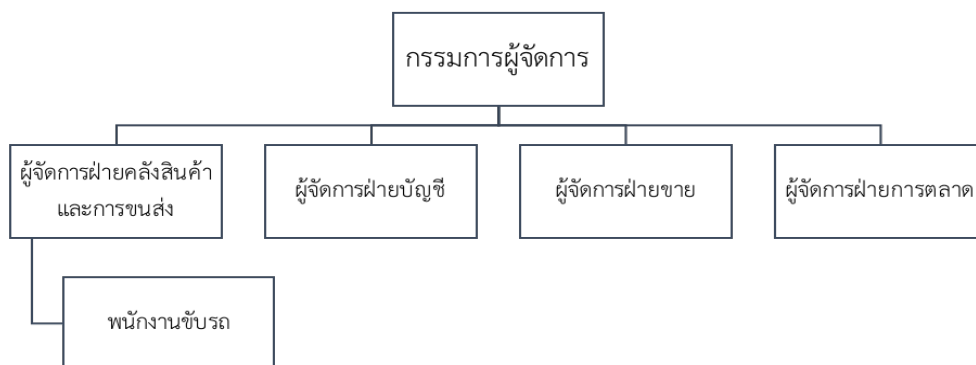 กรรมการผู้จัดการ
ผู้จัดการฝ่ายคลังสินค้า
และการขนส่ง
ผู้จัดการฝ่ายบัญชี
ผู้จัดการฝ่ายขาย
ผู้จัดการฝ่ายการตลาด
พนักงานขับรถ